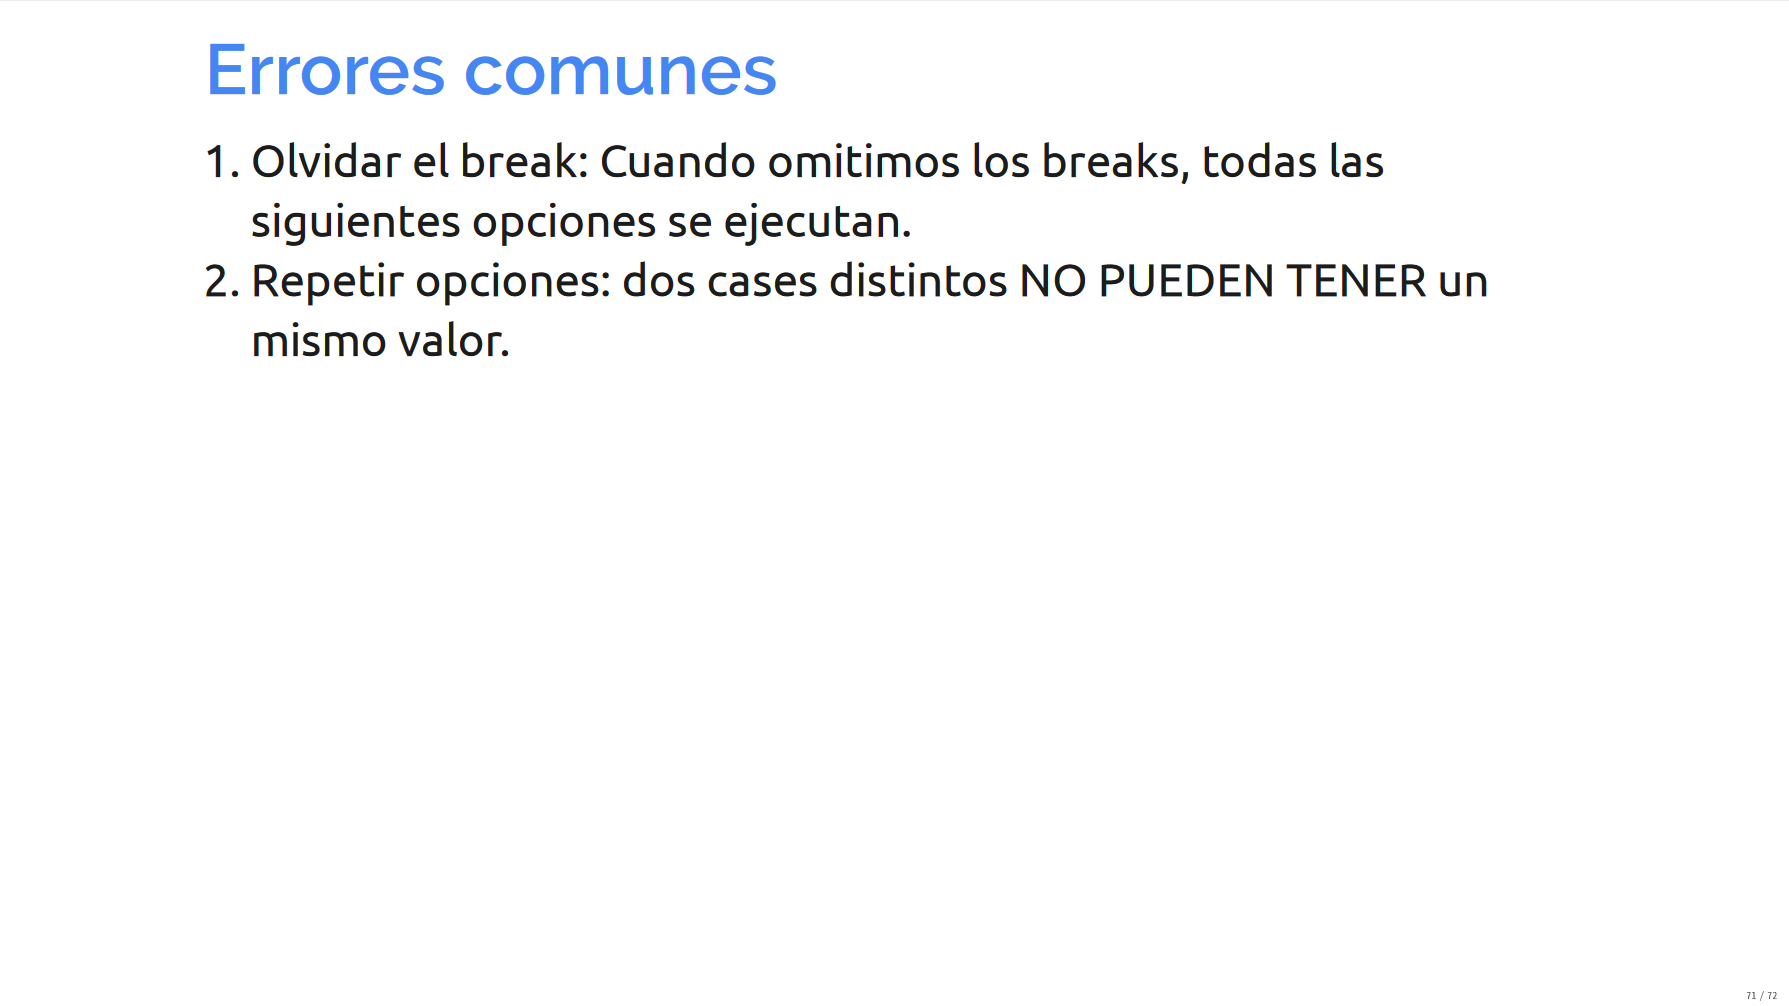 Errores comunes
1. Olvidar el break: Cuando omitimos los breaks, todas las
siguientes opciones se ejecutan.
2. Repetir opciones: dos cases distintos NO PUEDEN TENER un
mismo valor.
71 / 72